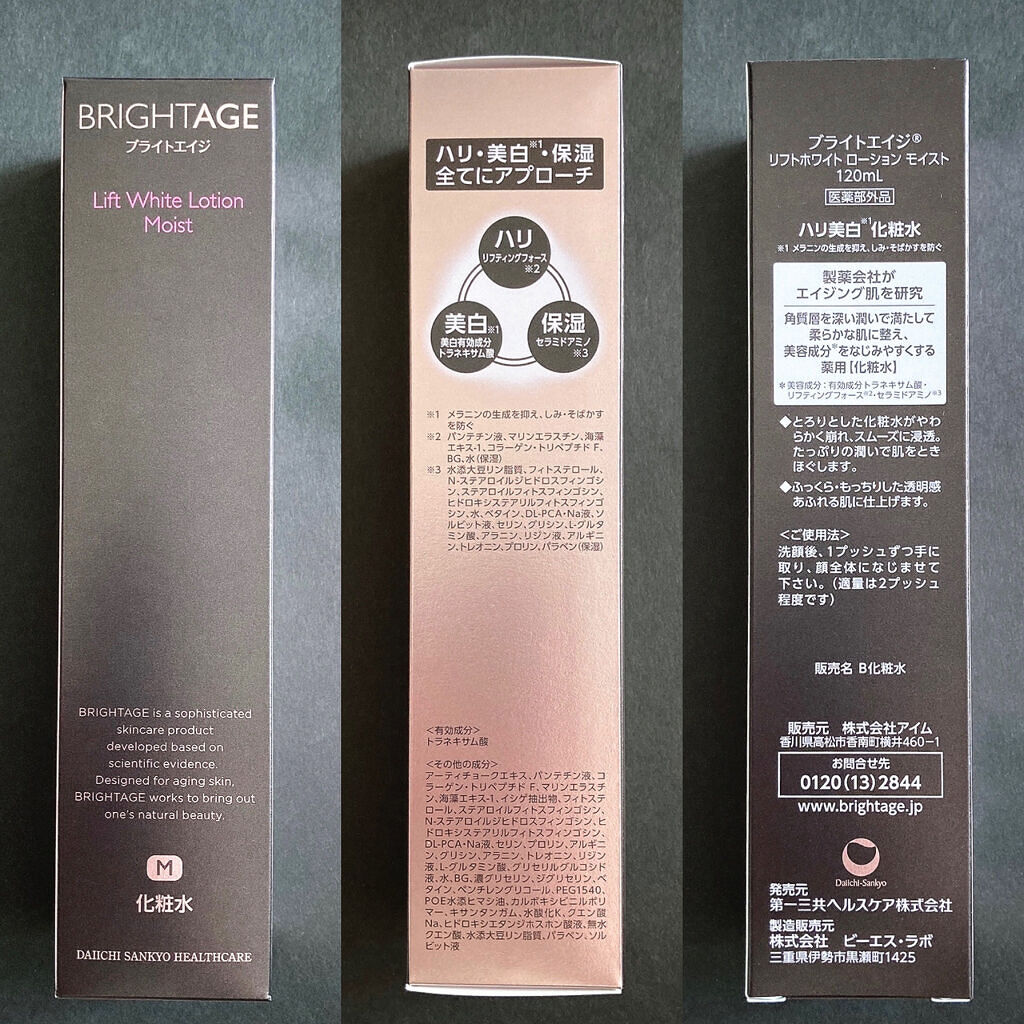 BRIGHTAGE
ブライトエイジ
Lift White Lotion
Moist
BRIGHTAGE is a sophisticated
skincare product
developed based on
scientific evidence.
Designed for aging skin,
BRIGHTAGE works to bring out
one's natural beauty.
M
化粧水
DAIICHI SANKYO HEALTHCARE
ハリ・美白※1・保湿
全てにアプローチ
ハリ
リフティングフォース
※2
美白※1
美白有効成分
トラネキサム酸
保湿
セラミドアミノ
※3
※1 メラニンの生成を抑え、しみ・そばかす
を防ぐ
※2 パンテチン液、マリンエラスチン、海藻
エキス-1、コラーゲン・トリペプチド F、
BG、水(保湿)
※3 水添大豆リン脂質、フィトステロール、
N-ステアロイルジヒドロスフィンゴシ
ン、ステアロイルフィトスフィンゴシン、
ヒドロキシステアリルフィトスフィンゴ
シン、水、ベタイン、DL-PCA・Na液、ソ
ルビット液、セリン、グリシン、L-グルタ
ミン酸、アラニン、リジン液、アルギニ
ン、トレオニン、プロリン、パラベン(保湿)
<有効成分>
トラネキサム酸
<その他の成分>
アーティチョークエキス、パンテチン液、コ
ラーゲン・トリペプチド F、マリンエラスチ
ン、海藻エキス-1、イシゲ抽出物、フィトステ
ロール、ステアロイルフィトスフィンゴシン、
N-ステアロイルジヒドロスフィンゴシン、ヒ
ドロキシステアリルフィトスフィンゴシン、
DL-PCA・Na液、セリン、プロリン、アルギニ
ン、グリシン、アラニン、トレオニン、リジン
液、L-グルタミン酸、グリセリルグルコシド
液、水、BG、濃グリセリン、ジグリセリン、ベ
タイン、ペンチレングリコール、PEG1540、
POE水添ヒマシ油、カルボキシビニルポリ
マー、キサンタンガム、水酸化K、クエン酸
Na、ヒドロキシエタンジホスホン酸液、無水
クエン酸、水添大豆リン脂質、パラベン、ソル
ビット液
ブライトエイジ®
リフトホワイト ローション モイスト
120mL
医薬部外品
ハリ美白※1化粧水
※1 メラニンの生成を抑え、しみ・そばかすを防ぐ
製薬会社が
エイジング肌を研究
角質層を深い潤いで満たして
柔らかな肌に整え、
美容成分※をなじみやすくする
薬用【化粧水】
※美容成分:有効成分トラネキサム酸・
リフティングフォース※2・セラミドアミノ※3
◆とろりとした化粧水がやわ
らかく崩れ、スムーズに浸透。
たっぷりの潤いで肌をとき
ほぐします。
◆ふっくら・もっちりした透明感
あふれる肌に仕上げます。
<ご使用法>
洗顔後、1プッシュずつ手に
取り、顔全体になじませて
下さい。(適量は2プッシュ
程度です)
販売名 B化粧水
販売元 株式会社アイム
香川県高松市香南町横井460-1
お問合せ先
0120(13)2844
www.brightage.jp
Daiichi-Sankyo
発売元
第一三共ヘルスケア株式会社
製造販売元
株式会社 ビーエス・ラボ
三重県伊勢市黒瀬町1425